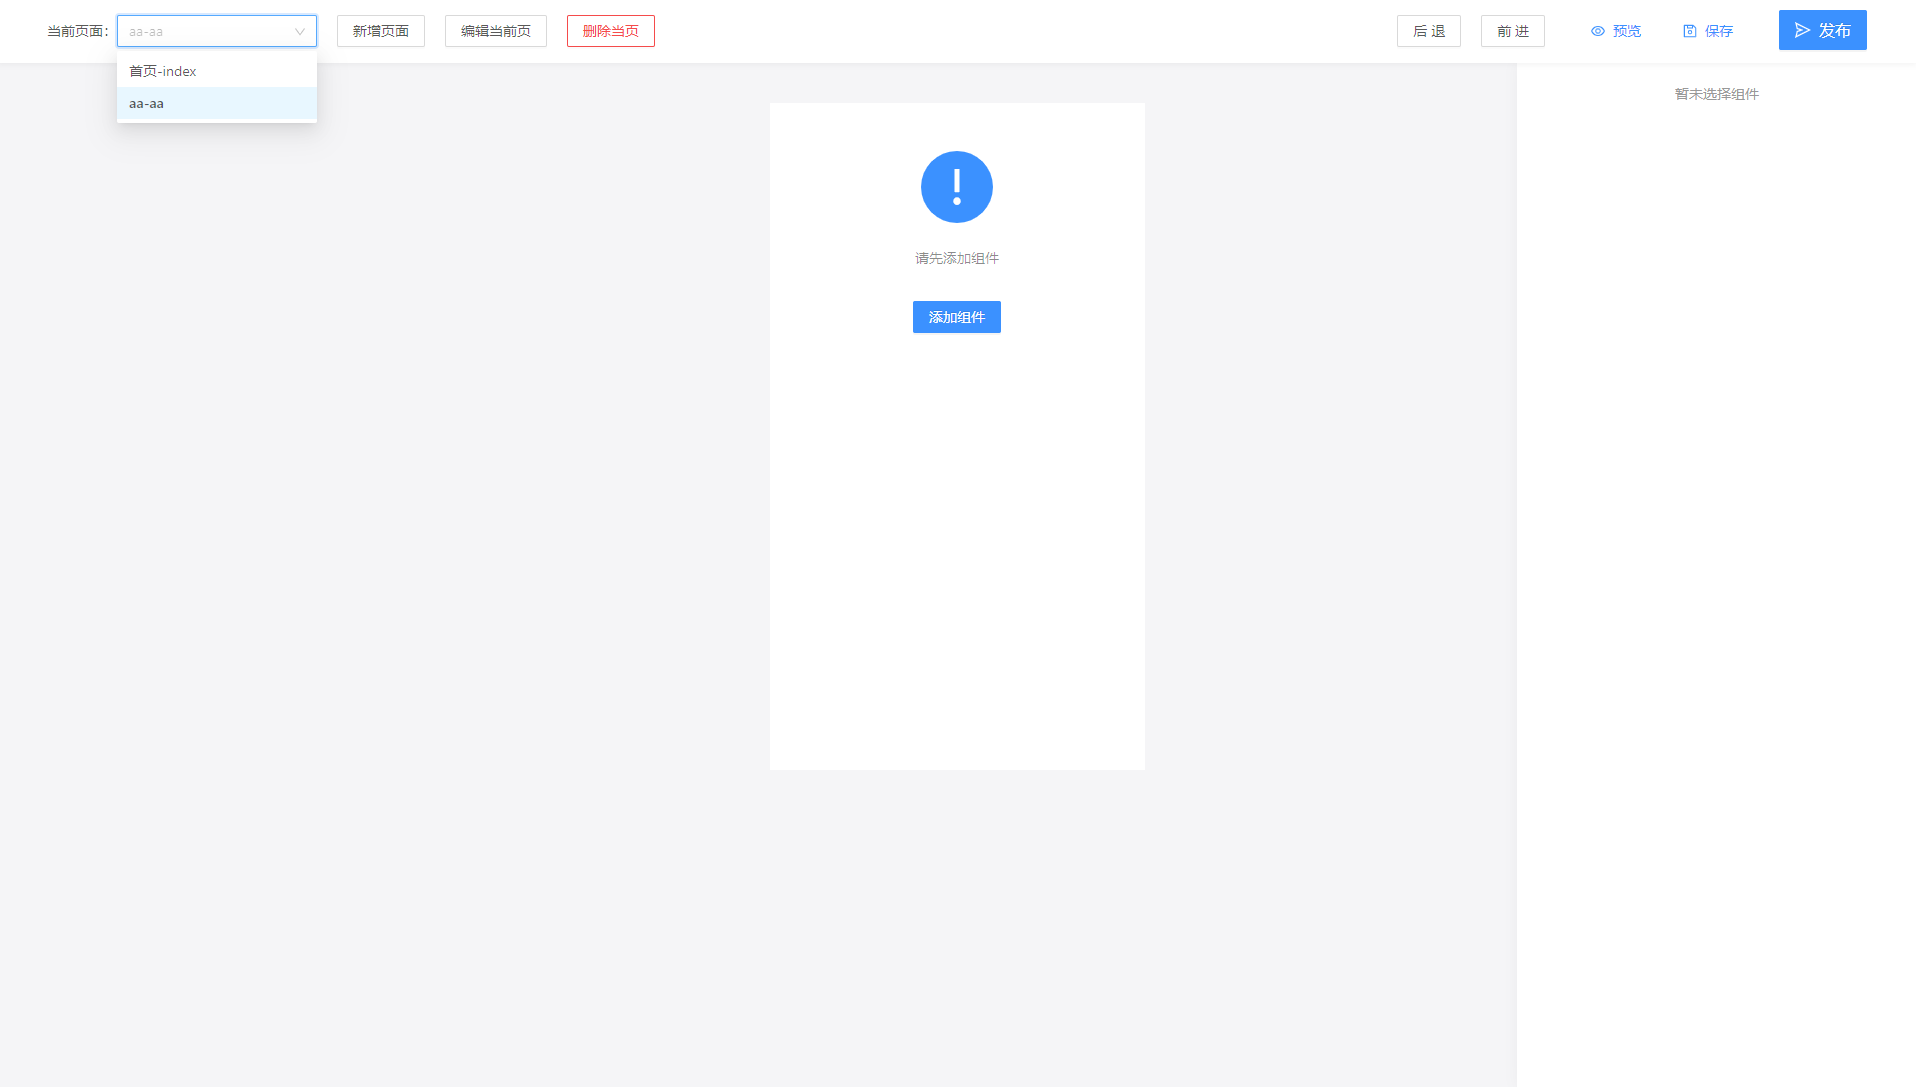 当前页面：
aa-aa
新增页面
编辑当前页
删除当页
后 退
前 进
预览
保存
发布
首页-index
aa-aa
暂未选择组件
请先添加组件
添加组件